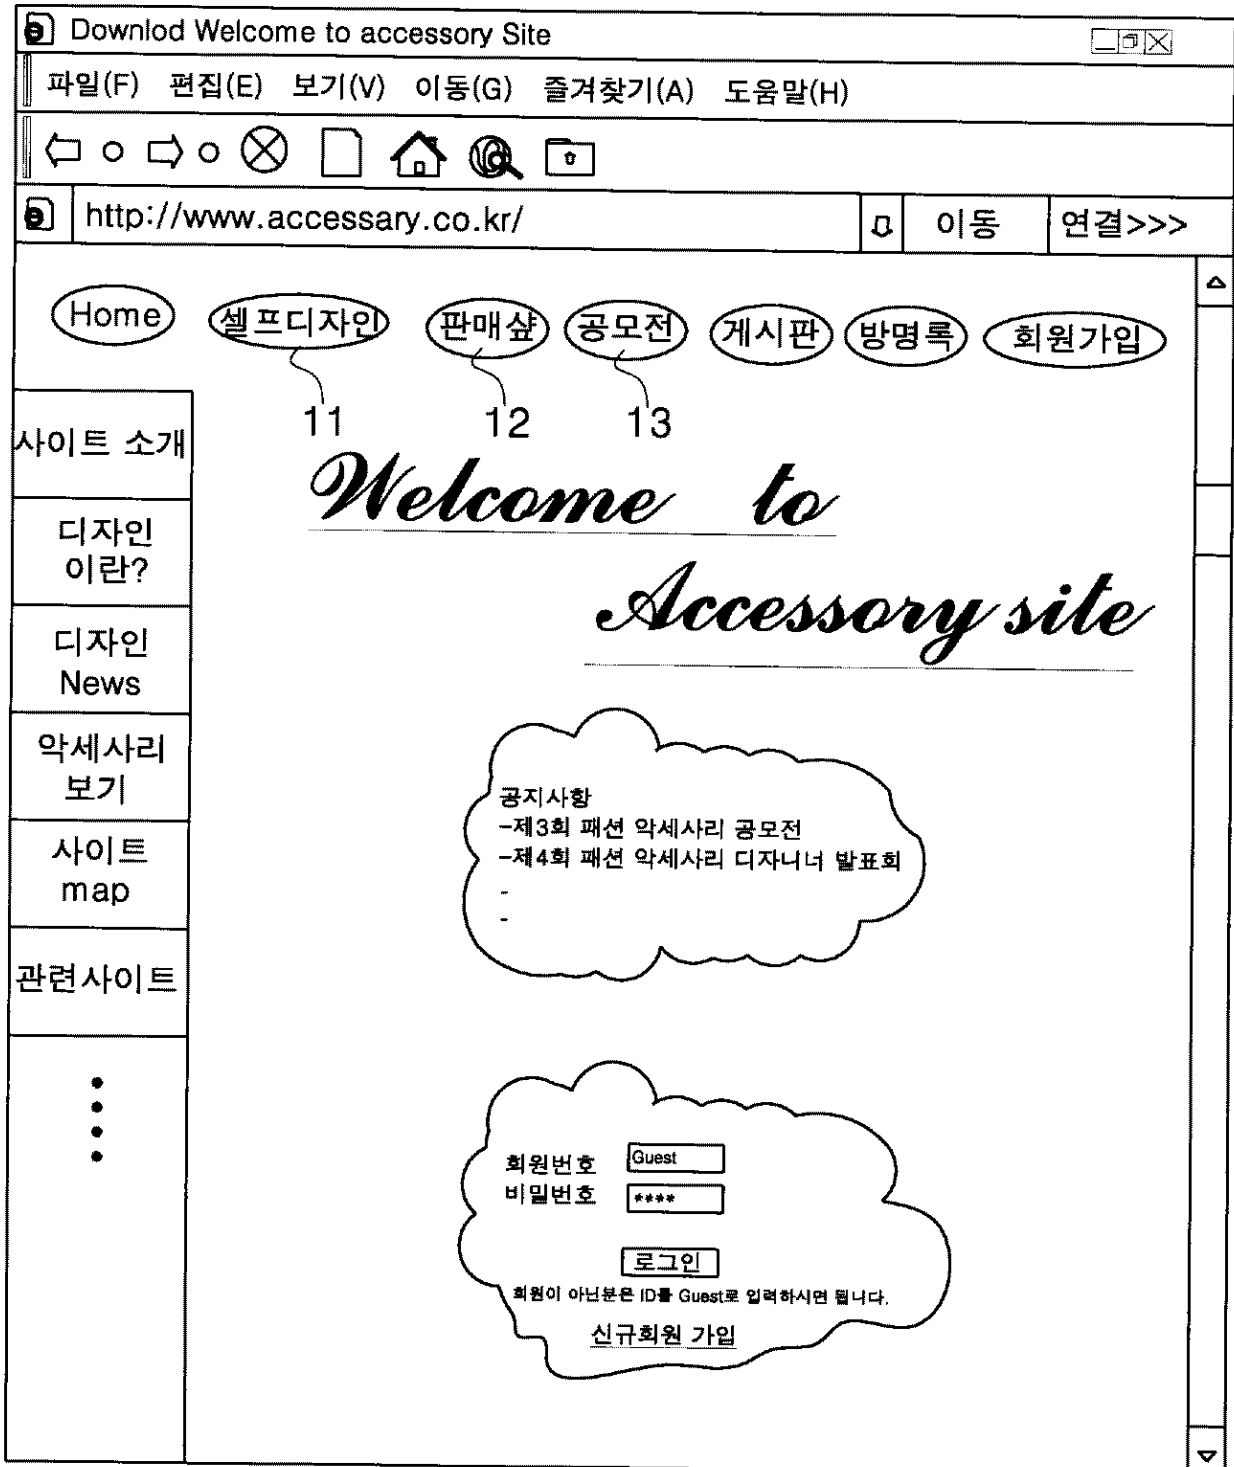 Downlod Welcome to accessory Site
파일(F) 편집(E) 보기(V) 이동(G) 즐겨찾기(A) 도움말(H)
http://www.accessary.co.kr/ 이동 연결>>>
Home 셀프디자인 판매샾 공모전 게시판 방명록 회원가입
11 12 13
사이트 소개
디자인
이란?
디자인
News
악세사리
보기
사이트
map
관련사이트
Welcome to
Accessory site
공지사항
-제3회 패션 악세사리 공모전
-제4회 패션 악세사리 디자니너 발표회
-
-
회원번호 Guest
비밀번호 ****
로그인
회원이 아닌분은 ID를 Guest로 입력하시면 됩니다.
신규회원 가입